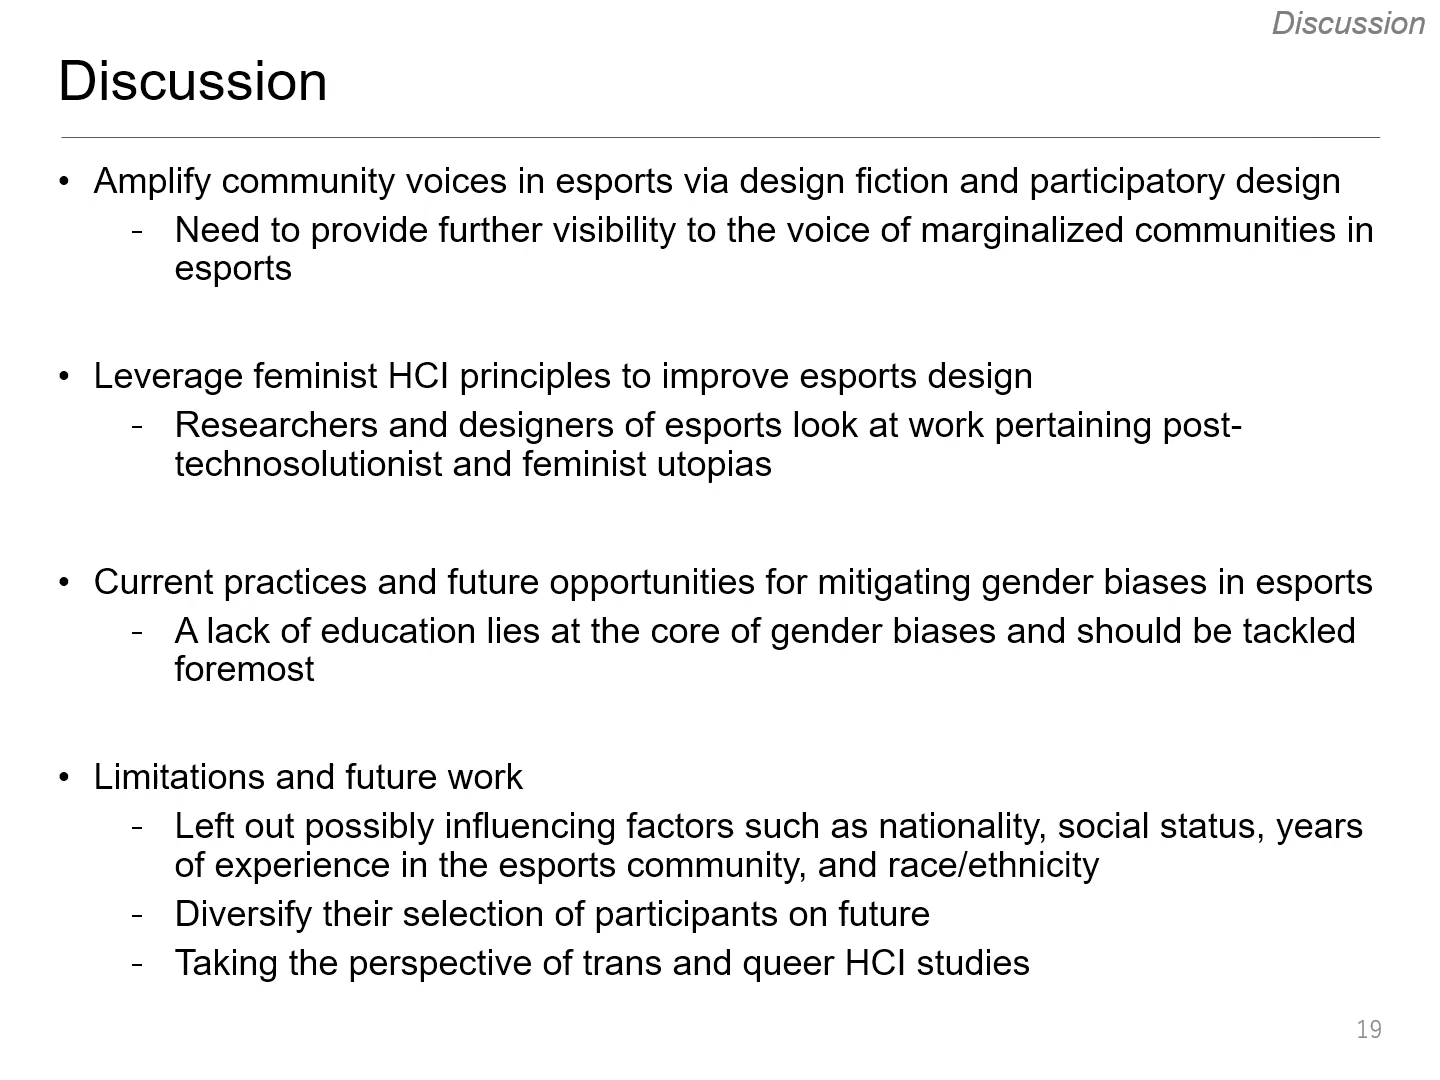 Discussion
Discussion
• Amplify community voices in esports via design fiction and participatory design
- Need to provide further visibility to the voice of marginalized communities in
esports
• Leverage feminist HCI principles to improve esports design
- Researchers and designers of esports look at work pertaining post-
technosolutionist and feminist utopias
• Current practices and future opportunities for mitigating gender biases in esports
- A lack of education lies at the core of gender biases and should be tackled
foremost
• Limitations and future work
- Left out possibly influencing factors such as nationality, social status, years
of experience in the esports community, and race/ethnicity
- Diversify their selection of participants on future
- Taking the perspective of trans and queer HCI studies
19